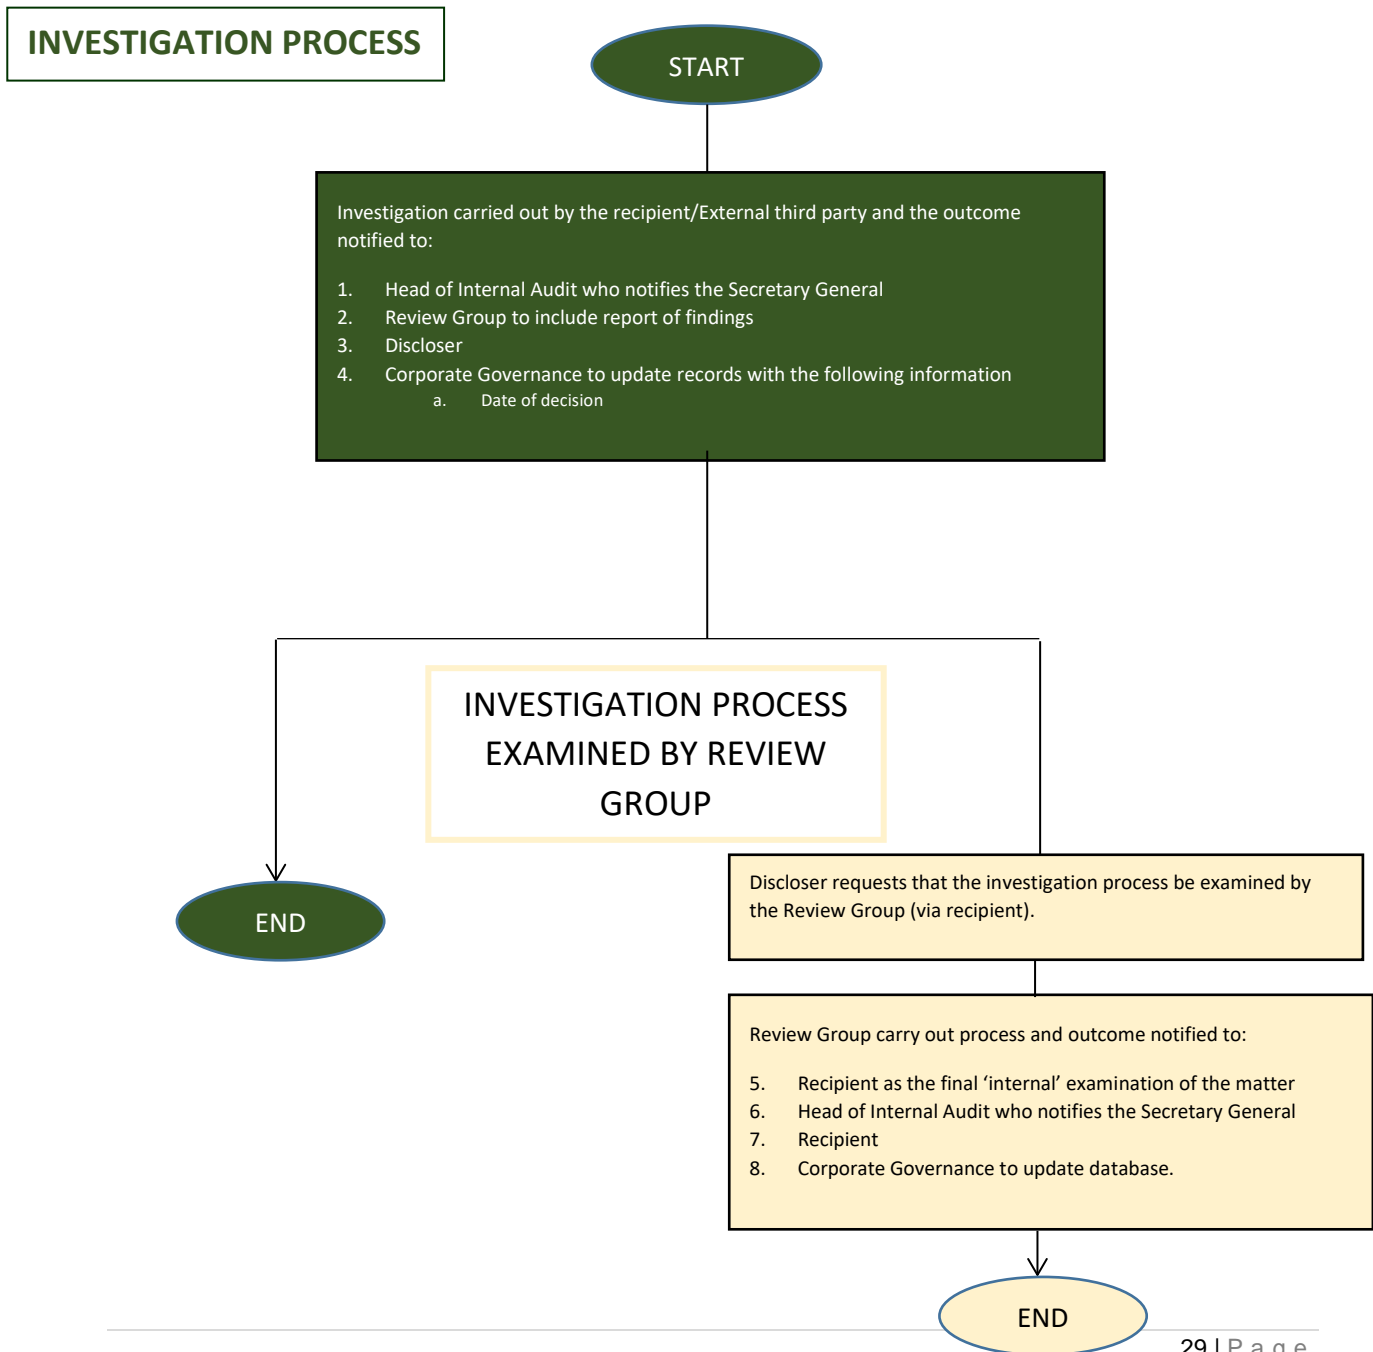 INVESTIGATION PROCESS
START
Investigation carried out by the recipient/External third party and the outcome
notified to:
1. Head of Internal Audit who notifies the Secretary General
2. Review Group to include report of findings
3. Discloser
4. Corporate Governance to update records with the following information
a. Date of decision
INVESTIGATION PROCESS
EXAMINED BY REVIEW
GROUP
END
Discloser requests that the investigation process be examined by
the Review Group (via recipient).
Review Group carry out process and outcome notified to:
5. Recipient as the final ‘internal’ examination of the matter
6. Head of Internal Audit who notifies the Secretary General
7. Recipient
8. Corporate Governance to update database.
END
29 | P a g e